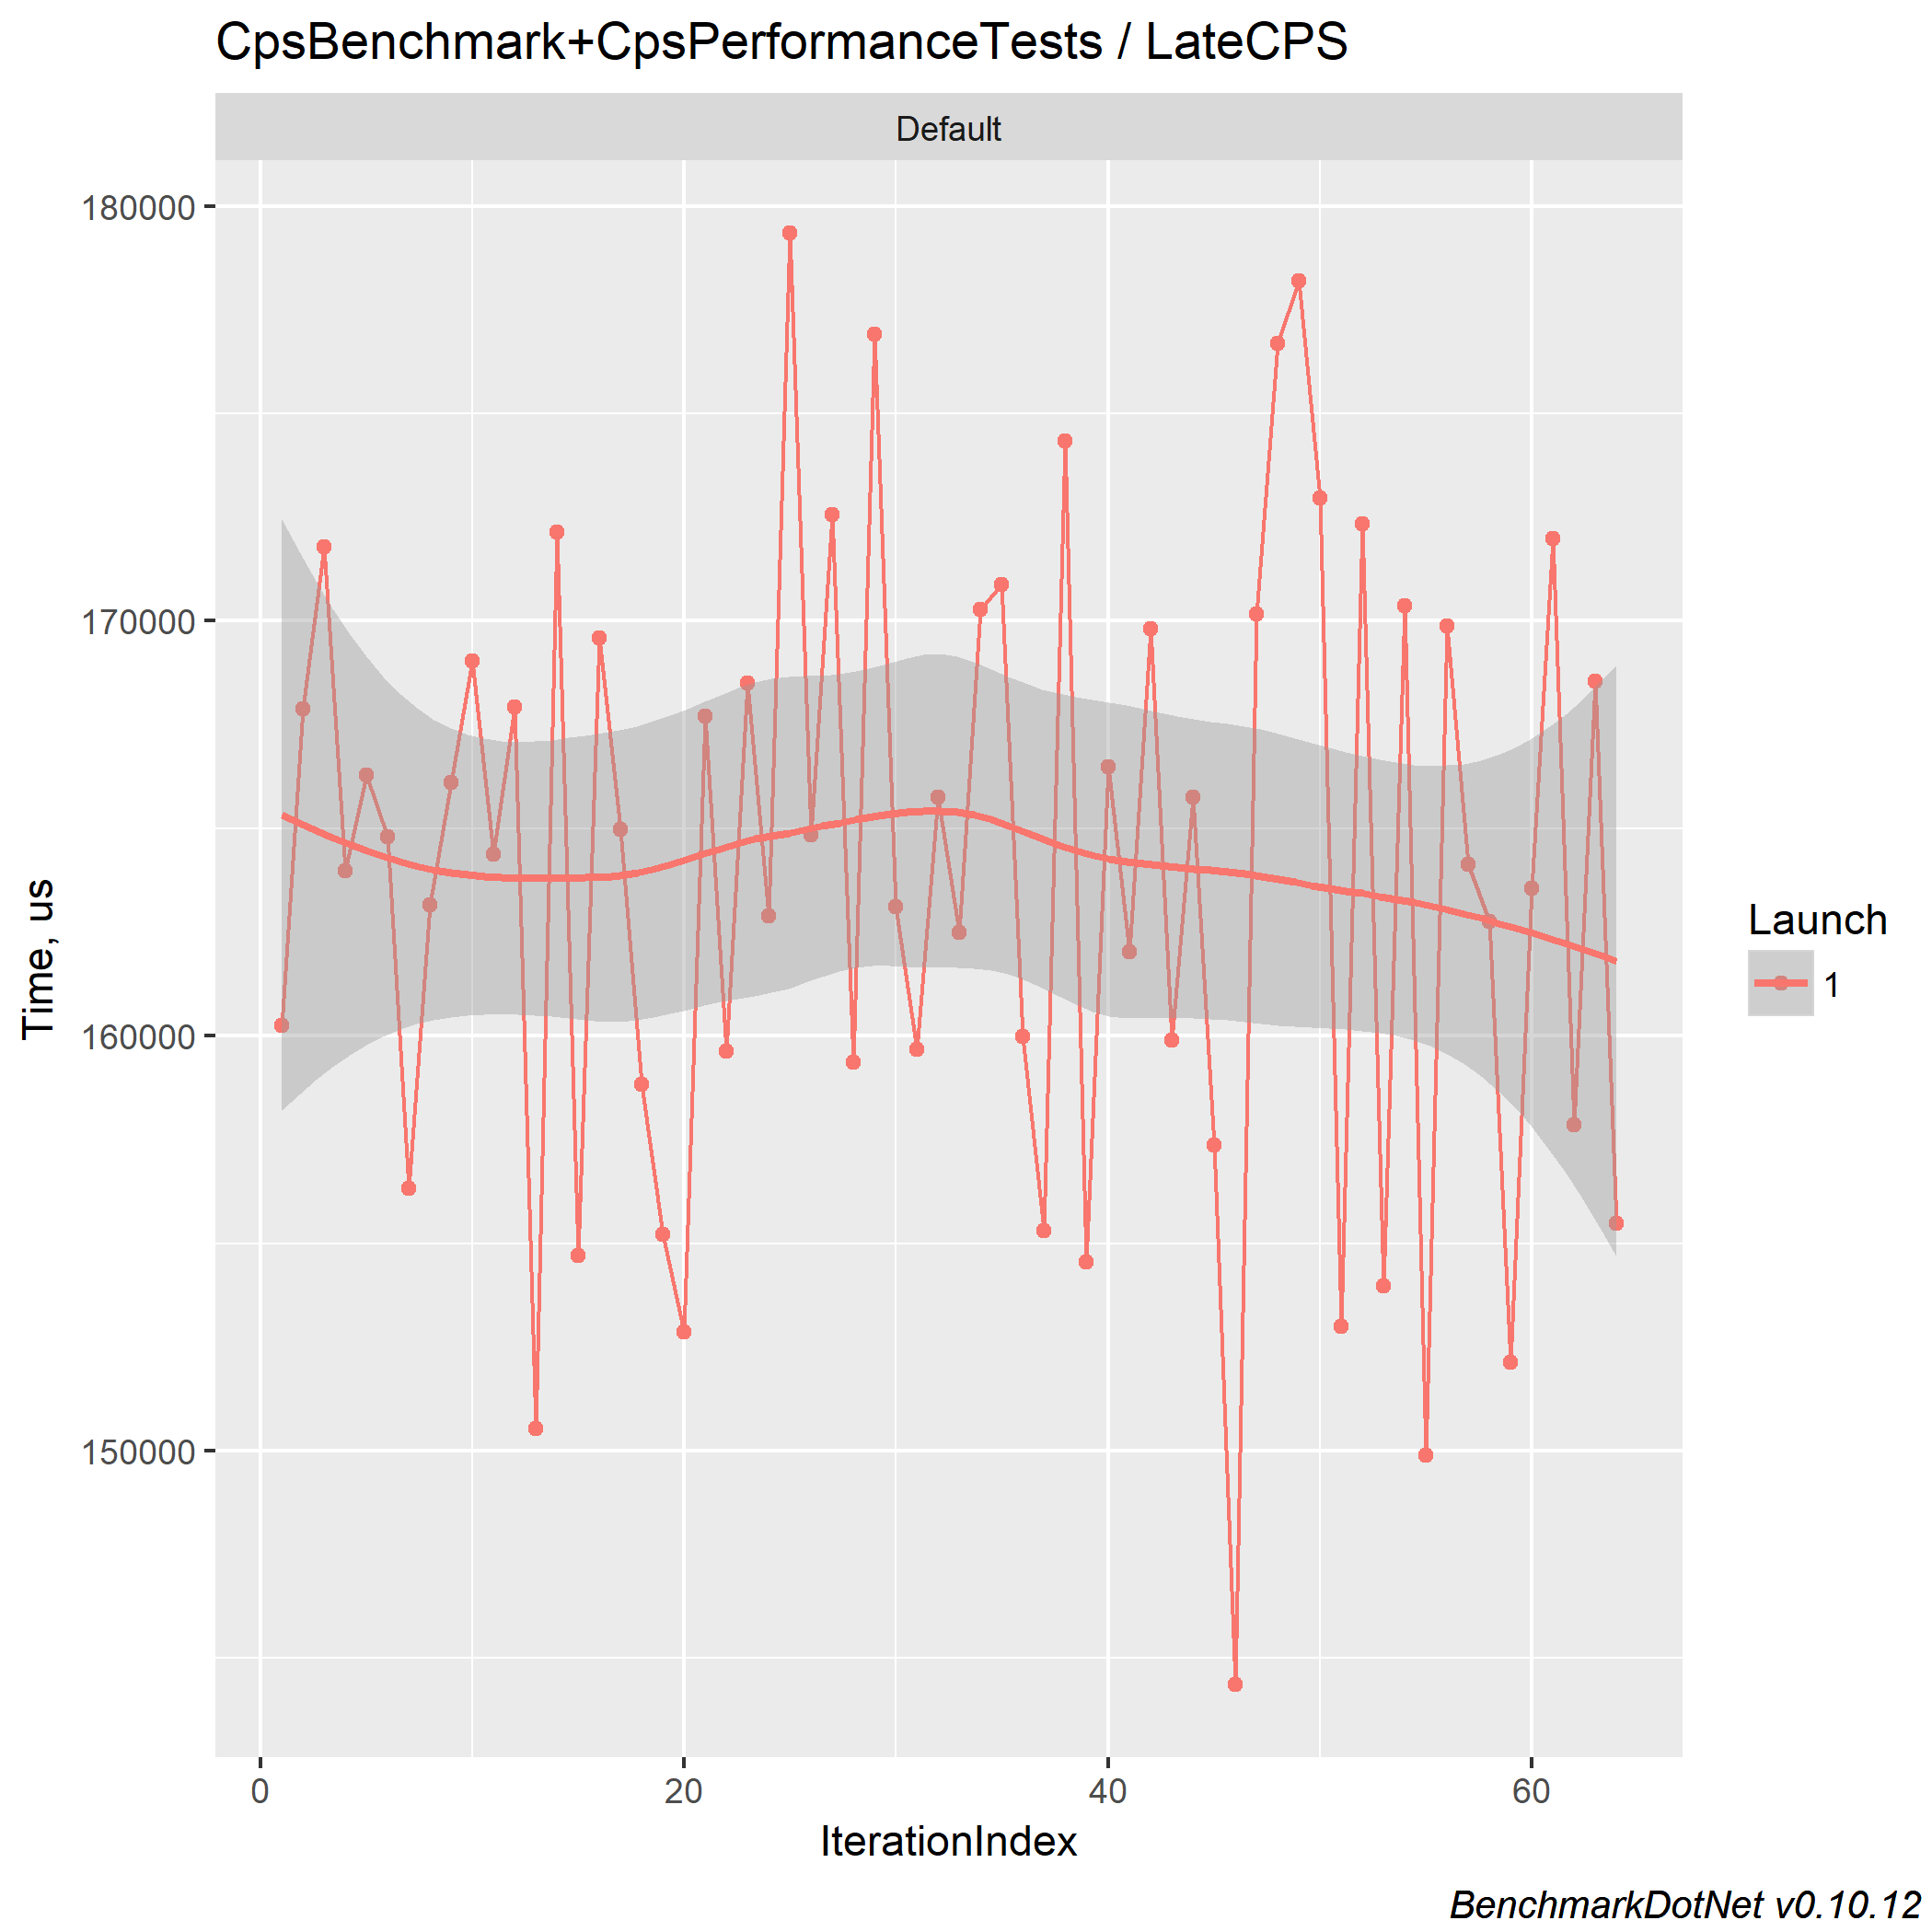 CpsBenchmark+CpsPerformanceTests / LateCPS
Default
180000
170000
160000
150000
Time, us
0 20 40 60
IterationIndex
Launch
1
BenchmarkDotNet v0.10.12